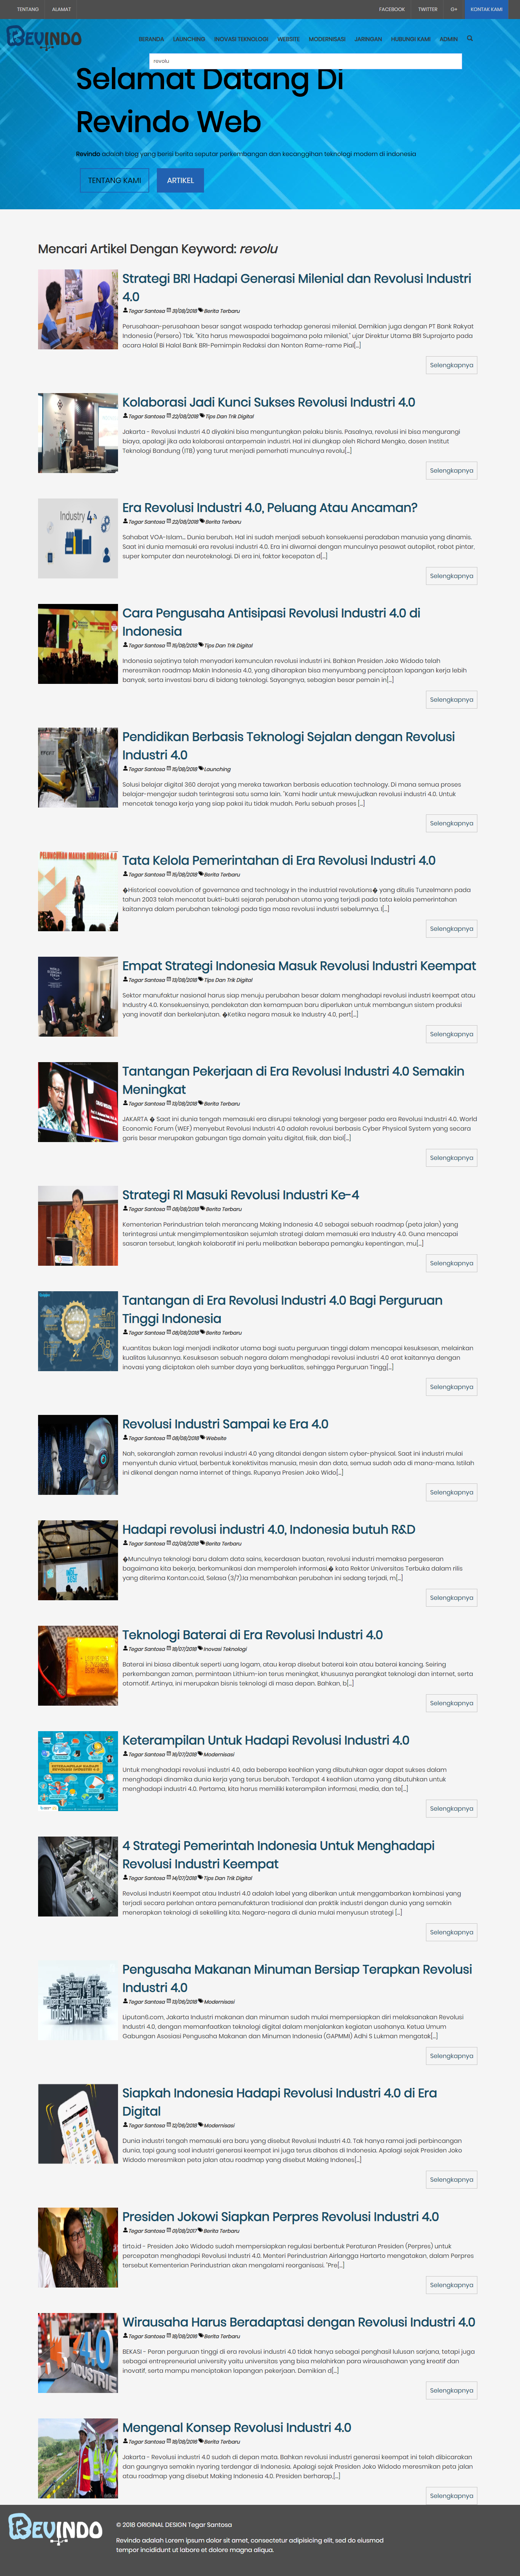 TENTANG ALAMAT FACEBOOK TWITTER G+ KONTAK KAMI
BEVINDO
BERANDA LAUNCHING INOVASI TEKNOLOGI WEBSITE MODERNISASI JARINGAN HUBUNGI KAMI ADMIN
revolu
Selamat Datang Di
Revindo Web
Revindo adalah blog yang berisi berita seputar perkembangan dan kecanggihan teknologi modern di indonesia
TENTANG KAMI ARTIKEL
Mencari Artikel Dengan Keyword: revolu
Strategi BRI Hadapi Generasi Milenial dan Revolusi Industri
4.0
Tegar Santosa 31/08/2018 Berita Terbaru
Perusahaan-perusahaan besar sangat waspada terhadap generasi milenial. Demikian juga dengan PT Bank Rakyat
Indonesia (Persero) Tbk. "Kita harus mewaspadai bagaimana pola milenial," ujar Direktur Utama BRI Suprajarto pada
acara Halal Bi Halal Bank BRI-Pemimpin Redaksi dan Nonton Rame-rame Pial[...]
Selengkapnya
Kolaborasi Jadi Kunci Sukses Revolusi Industri 4.0
Tegar Santosa 22/08/2018 Tips Dan Trik Digital
Jakarta - Revolusi Industri 4.0 diyakini bisa menguntungkan pelaku bisnis. Pasalnya, revolusi ini bisa mengurangi
biaya, apalagi jika ada kolaborasi antarpemain industri. Hal ini diungkap oleh Richard Mengko, dosen Institut
Teknologi Bandung (ITB) yang turut menjadi pemerhati munculnya revolu[...]
Selengkapnya
Era Revolusi Industri 4.0, Peluang Atau Ancaman?
Tegar Santosa 22/08/2018 Berita Terbaru
Sahabat VOA-Islam... Dunia berubah. Hal ini sudah menjadi sebuah konsekuensi peradaban manusia yang dinamis.
Saat ini dunia memasuki era revolusi industri 4.0. Era ini diwarnai dengan munculnya pesawat autopilot, robot pintar,
super komputer dan neuroteknologi. Di era ini, faktor kecepatan d[...]
Selengkapnya
Cara Pengusaha Antisipasi Revolusi Industri 4.0 di
Indonesia
Tegar Santosa 15/08/2018 Tips Dan Trik Digital
Indonesia sejatinya telah menyadari kemunculan revolusi industri ini. Bahkan Presiden Joko Widodo telah
meresmikan roadmap Makin Indonesia 4.0, yang diharapkan bisa menyumbang penciptaan lapangan kerja lebih
banyak, serta investasi baru di bidang teknologi. Sayangnya, sebagian besar pemain in[...]
Selengkapnya
Pendidikan Berbasis Teknologi Sejalan dengan Revolusi
Industri 4.0
Tegar Santosa 15/08/2018 Launching
Solusi belajar digital 360 derajat yang mereka tawarkan berbasis education technology. Di mana semua proses
belajar-mengajar sudah terintegrasi satu sama lain. "Kami hadir untuk mewujudkan revolusi industri 4.0. Untuk
mencetak tenaga kerja yang siap pakai itu tidak mudah. Perlu sebuah proses [...]
Selengkapnya
Tata Kelola Pemerintahan di Era Revolusi Industri 4.0
Tegar Santosa 15/08/2018 Berita Terbaru
�Historical coevolution of governance and technology in the industrial revolutions� yang ditulis Tunzelmann pada
tahun 2003 telah mencatat bukti-bukti sejarah perubahan utama yang terjadi pada tata kelola pemerintahan
kaitannya dalam perubahan teknologi pada tiga masa revolusi industri sebelumnya. I[...]
Selengkapnya
Empat Strategi Indonesia Masuk Revolusi Industri Keempat
Tegar Santosa 13/08/2018 Tips Dan Trik Digital
Sektor manufaktur nasional harus siap menuju perubahan besar dalam menghadapi revolusi industri keempat atau
Industry 4.0. Konsekuensinya, pendekatan dan kemampuan baru diperlukan untuk membangun sistem produksi
yang inovatif dan berkelanjutan. �Ketika negara masuk ke Industry 4.0, pert[...]
Selengkapnya
Tantangan Pekerjaan di Era Revolusi Industri 4.0 Semakin
Meningkat
Tegar Santosa 13/08/2018 Berita Terbaru
JAKARTA � Saat ini dunia tengah memasuki era disrupsi teknologi yang bergeser pada era Revolusi Industri 4.0. World
Economic Forum (WEF) menyebut Revolusi Industri 4.0 adalah revolusi berbasis Cyber Physical System yang secara
garis besar merupakan gabungan tiga domain yaitu digital, fisik, dan biol[...]
Selengkapnya
Strategi RI Masuki Revolusi Industri Ke-4
Tegar Santosa 08/08/2018 Berita Terbaru
Kementerian Perindustrian telah merancang Making Indonesia 4.0 sebagai sebuah roadmap (peta jalan) yang
terintegrasi untuk mengimplementasikan sejumlah strategi dalam memasuki era Industry 4.0. Guna mencapai
sasaran tersebut, langkah kolaboratif ini perlu melibatkan beberapa pemangku kepentingan, mu[...]
Selengkapnya
Tantangan di Era Revolusi Industri 4.0 Bagi Perguruan
Tinggi Indonesia
Tegar Santosa 08/08/2018 Berita Terbaru
Kuantitas bukan lagi menjadi indikator utama bagi suatu perguruan tinggi dalam mencapai kesuksesan, melainkan
kualitas lulusannya. Kesuksesan sebuah negara dalam menghadapi revolusi industri 4.0 erat kaitannya dengan
inovasi yang diciptakan oleh sumber daya yang berkualitas, sehingga Perguruan Tingg[...]
Selengkapnya
Revolusi Industri Sampai ke Era 4.0
Tegar Santosa 08/08/2018 Website
Nah, sekaranglah zaman revolusi industri 4.0 yang ditandai dengan sistem cyber-physical. Saat ini industri mulai
menyentuh dunia virtual, berbentuk konektivitas manusia, mesin dan data, semua sudah ada di mana-mana. Istilah
ini dikenal dengan nama internet of things. Rupanya Presien Joko Wido[...]
Selengkapnya
Hadapi revolusi industri 4.0, Indonesia butuh R&D
Tegar Santosa 02/08/2018 Berita Terbaru
�Munculnya teknologi baru dalam data sains, kecerdasan buatan, revolusi industri memaksa pergeseran
bagaimana kita bekerja, berkomunikasi dan memperoleh informasi,� kata Rektor Universitas Terbuka dalam rilis
yang diterima Kontan.co.id, Selasa (3/7).Ia menambahkan perubahan ini sedang terjadi, m[...]
Selengkapnya
Teknologi Baterai di Era Revolusi Industri 4.0
Tegar Santosa 18/07/2018 Inovasi Teknologi
Baterai ini biasa dibentuk seperti uang logam, atau kerap disebut baterai koin atau baterai kancing. Seiring
perkembangan zaman, permintaan Lithium-ion terus meningkat, khususnya perangkat teknologi dan internet, serta
otomotif. Artinya, ini merupakan bisnis teknologi di masa depan. Bahkan, b[...]
Selengkapnya
Keterampilan Untuk Hadapi Revolusi Industri 4.0
Tegar Santosa 16/07/2018 Modernisasi
Untuk menghadapi revolusi industri 4.0, ada beberapa keahlian yang dibutuhkan agar dapat sukses dalam
menghadapi dinamika dunia kerja yang terus berubah. Terdapat 4 keahlian utama yang dibutuhkan untuk
menghadapi industri 4.0. Pertama, kita harus memiliki keterampilan informasi, media, dan te[...]
Selengkapnya
4 Strategi Pemerintah Indonesia Untuk Menghadapi
Revolusi Industri Keempat
Tegar Santosa 14/07/2018 Tips Dan Trik Digital
Revolusi Industri Keempat atau Industri 4.0 adalah label yang diberikan untuk menggambarkan kombinasi yang
terjadi secara perlahan antara pemanufakturan tradisional dan praktik industri dengan dunia yang semakin
menerapkan teknologi di sekeliling kita. Negara-negara di dunia mulai menyusun strategi [...]
Selengkapnya
Pengusaha Makanan Minuman Bersiap Terapkan Revolusi
Industri 4.0
Tegar Santosa 13/06/2018 Modernisasi
Liputan6.com, Jakarta Industri makanan dan minuman sudah mulai mempersiapkan diri melaksanakan Revolusi
Industri 4.0, dengan memanfaatkan teknologi digital dalam menjalankan kegiatan usahanya. Ketua Umum
Gabungan Asosiasi Pengusaha Makanan dan Minuman Indonesia (GAPMMI) Adhi S Lukman mengatak[...]
Selengkapnya
Siapkah Indonesia Hadapi Revolusi Industri 4.0 di Era
Digital
Tegar Santosa 12/06/2018 Modernisasi
Dunia industri tengah memasuki era baru yang disebut Revolusi Industri 4.0. Tak hanya ramai jadi perbincangan
dunia, tapi gaung soal industri generasi keempat ini juga terus dibahas di Indonesia. Apalagi sejak Presiden Joko
Widodo meresmikan peta jalan atau roadmap yang disebut Making Indones[...]
Selengkapnya
Presiden Jokowi Siapkan Perpres Revolusi Industri 4.0
Tegar Santosa 01/08/2017 Berita Terbaru
tirto.id - Presiden Joko Widodo sudah mempersiapkan regulasi berbentuk Peraturan Presiden (Perpres) untuk
percepatan menghadapi Revolusi Industri 4.0. Menteri Perindustrian Airlangga Hartarto mengatakan, dalam Perpres
tersebut Kementerian Perindustrian akan mengalami reorganisasi. "Pre[...]
Selengkapnya
Wirausaha Harus Beradaptasi dengan Revolusi Industri 4.0
Tegar Santosa 18/08/2018 Berita Terbaru
BEKASI - Peran perguruan tinggi di era revolusi industri 4.0 tidak hanya sebagai penghasil lulusan sarjana, tetapi juga
sebagai entrepreneurial university yaitu universitas yang bisa melahirkan para wirausahawan yang kreatif dan
inovatif, serta mampu menciptakan lapangan pekerjaan. Demikian d[...]
Selengkapnya
Mengenal Konsep Revolusi Industri 4.0
Tegar Santosa 18/08/2018 Berita Terbaru
Jakarta - Revolusi industri 4.0 sudah di depan mata. Bahkan revolusi industri generasi keempat ini telah dibicarakan
dan gaungnya semakin nyaring terdengar di Indonesia. Apalagi sejak Presiden Joko Widodo meresmikan peta jalan
atau roadmap yang disebut Making Indonesia 4.0. Presiden berharap,[...]
Selengkapnya
BEVINDO
© 2018 ORIGINAL DESIGN Tegar Santosa
Revindo adalah Lorem ipsum dolor sit amet, consectetur adipisicing elit, sed do eiusmod
tempor incididunt ut labore et dolore magna aliqua.